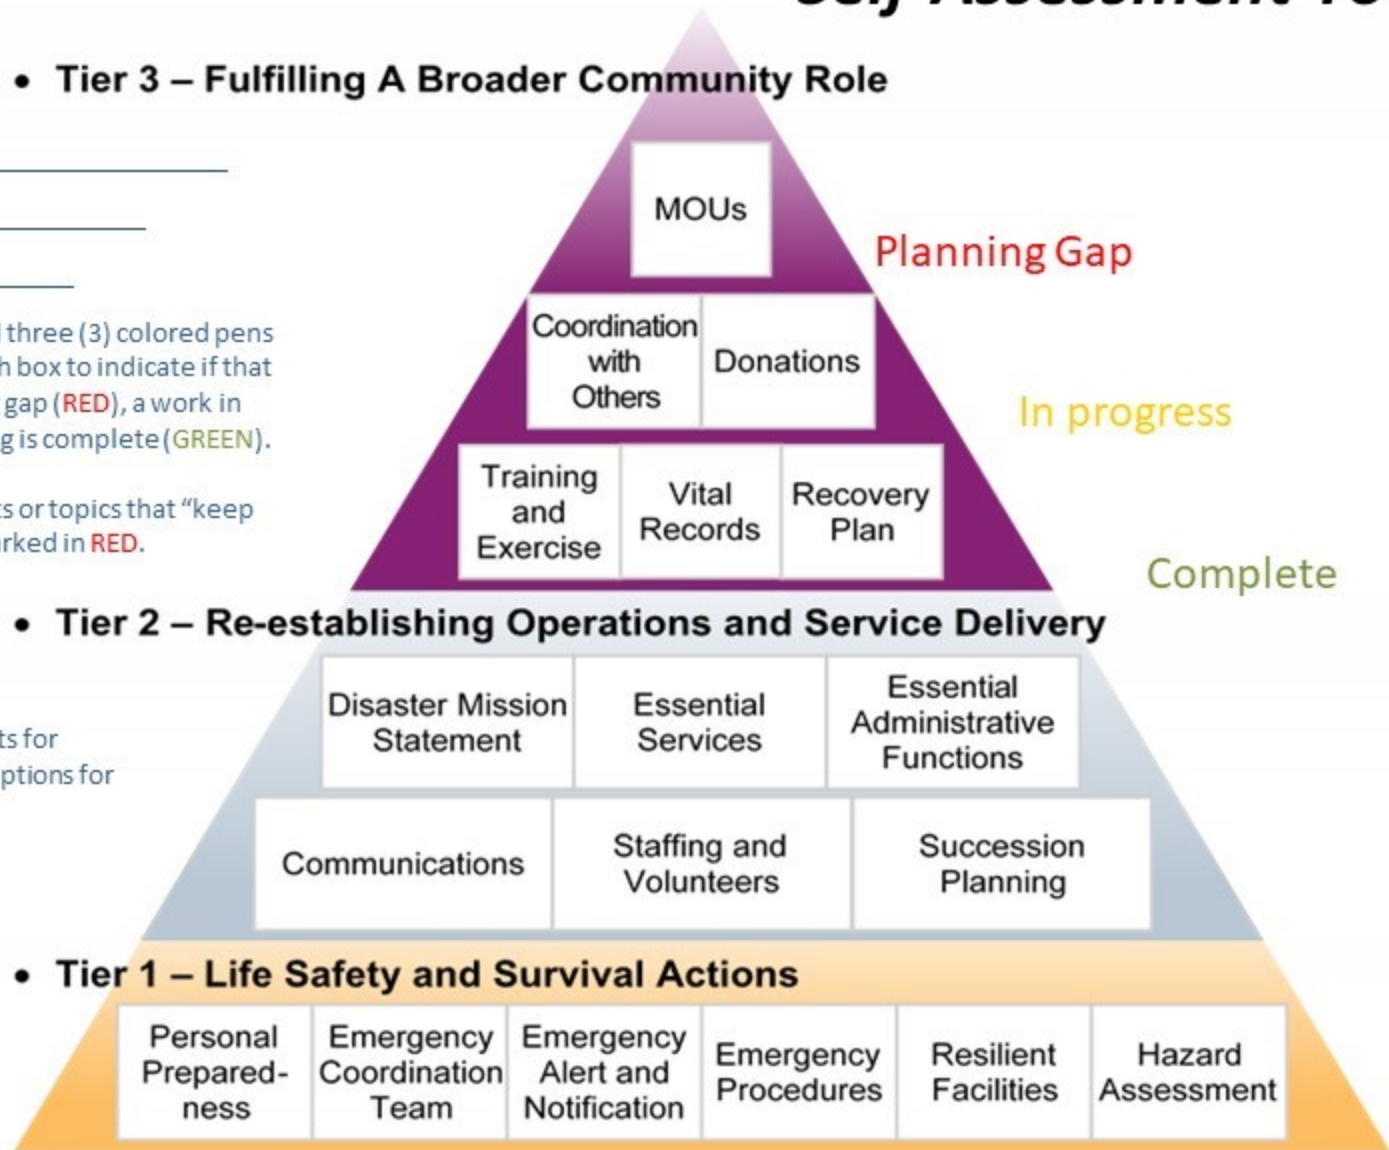 Self-Assessment
• Tier 3 – Fulfilling A Broader Community Role
MOUs
Planning Gap
three (3) colored pens
box to indicate if that
gap (RED), a work in
is complete (GREEN).
or topics that “keep
in RED.
Coordination
with
Others
Donations
In progress
Training
and
Exercise
Vital
Records
Recovery
Plan
Complete
• Tier 2 – Re-establishing Operations and Service Delivery
Disaster Mission
Statement
Essential
Services
Essential
Administrative
Functions
for
for
Communications
Staffing and
Volunteers
Succession
Planning
• Tier 1 – Life Safety and Survival Actions
Personal
Prepared-
ness
Emergency
Coordination
Team
Emergency
Alert and
Notification
Emergency
Procedures
Resilient
Facilities
Hazard
Assessment